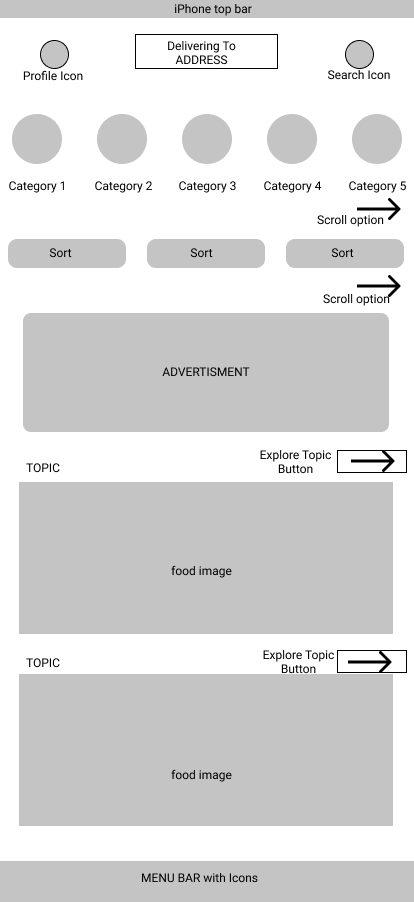 iPhone top bar
Delivering To
ADDRESS
Profile Icon
Search Icon
Category 1
Category 2
Category 3
Category 4
Category 5
Scroll option
Sort
Sort
Sort
Scroll option
ADVERTISMENT
TOPIC
Explore Topic
Button
food image
TOPIC
Explore Topic
Button
food image
MENU BAR with Icons